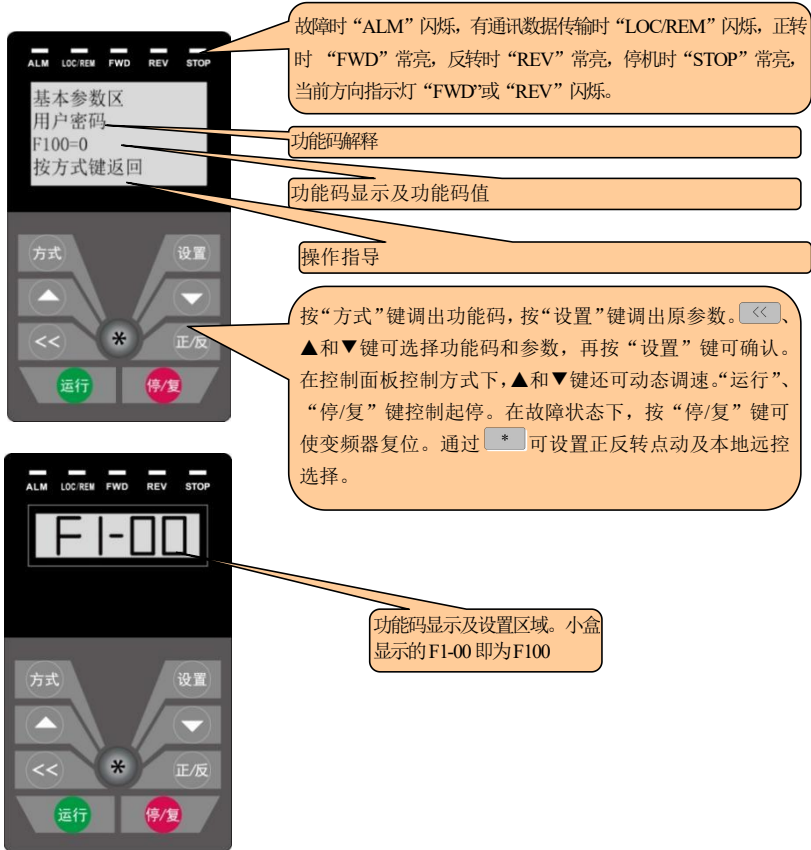 故障时“ALM”闪烁，有通讯数据传输时“LOC/REM”闪烁，正转
时 “FWD”常亮，反转时“REV”常亮，停机时“STOP”常亮，
当前方向指示灯“FWD”或“REV”闪烁。
ALM LOC/REM FWD REV STOP
基本参数区
用户密码
F100=0
按方式键返回
功能码解释
功能码显示及功能码值
操作指导
方式 设置
<< * 正/反
运行 停/复
按“方式”键调出功能码，按“设置”键调出原参数。 << 、
▲和▼键可选择功能码和参数，再按“设置”键可确认。
在控制面板控制方式下，▲和▼键还可动态调速。“运行”、
“停/复”键控制起停。在故障状态下，按“停/复”键可
使变频器复位。通过 * 可设置正反转点动及本地远控
选择。
ALM LOC/REM FWD REV STOP
F1-00
功能码显示及设置区域。小盒
显示的F1-00 即为F100
方式 设置
<< * 正/反
运行 停/复